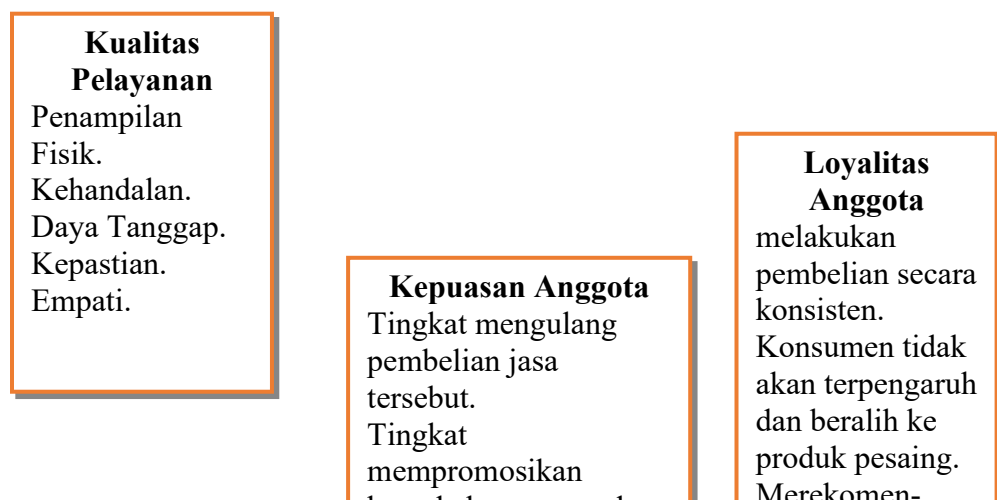 Kualitas
Pelayanan
Penampilan
Fisik.
Kehandalan.
Daya Tanggap.
Kepastian.
Empati.
Kepuasan Anggota
Tingkat mengulang
pembelian jasa
tersebut.
Tingkat
mempromosikan
Loyalitas
Anggota
melakukan
pembelian secara
konsisten.
Konsumen tidak
akan terpengaruh
dan beralih ke
produk pesaing.
Merekomen-